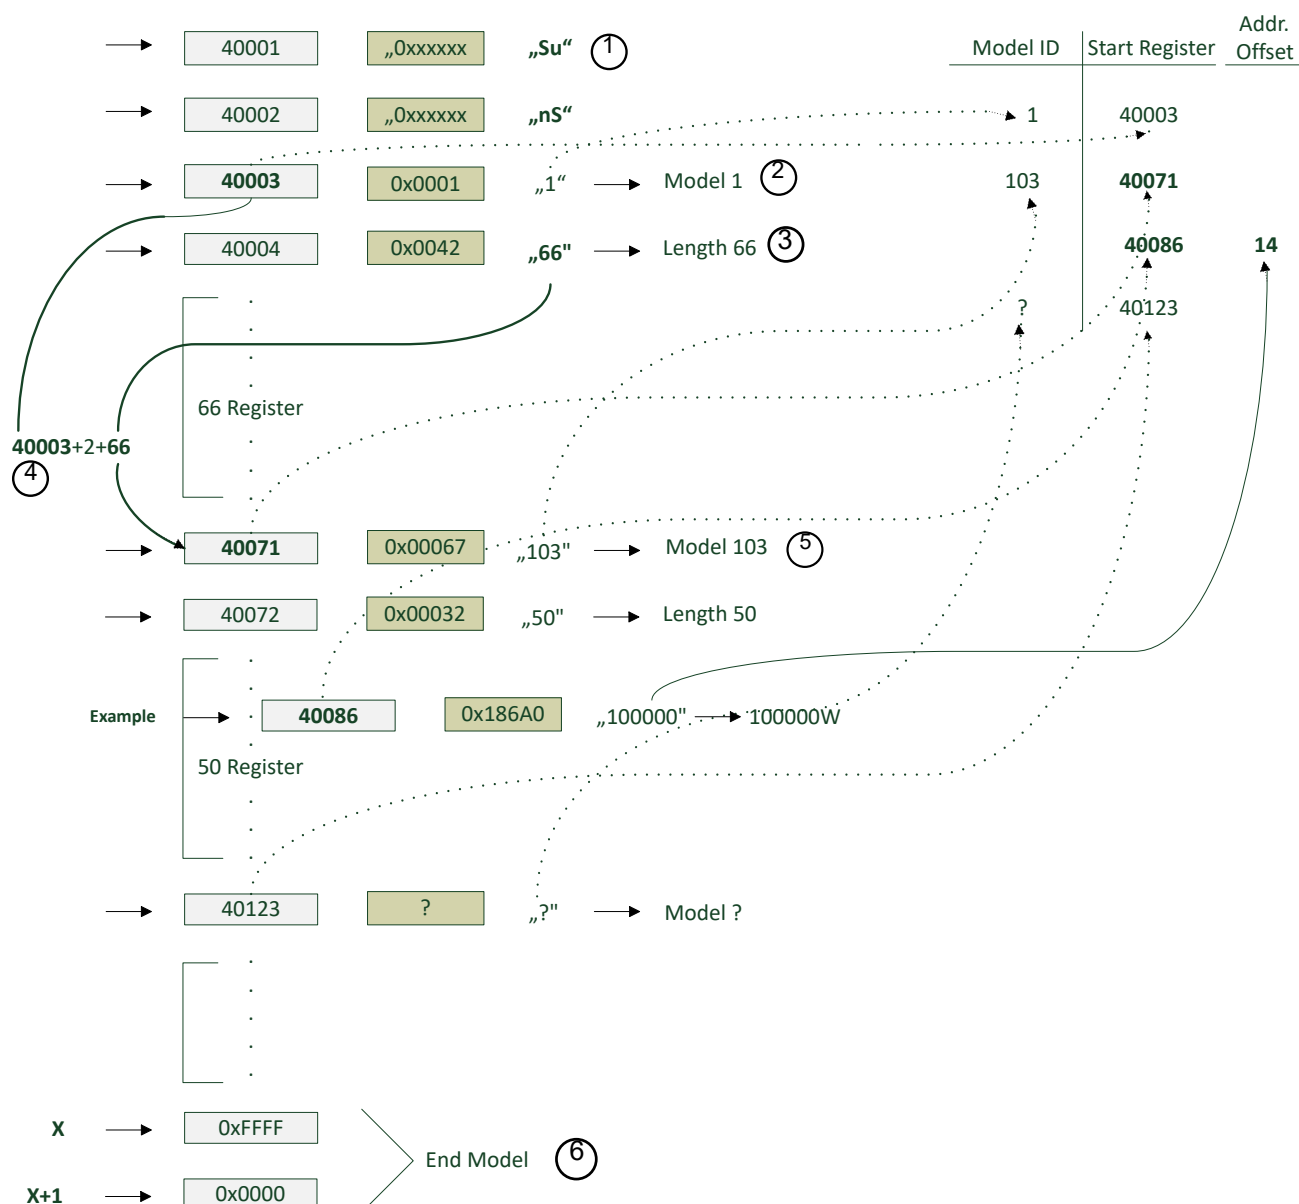 Addr.
40001 „0xxxxxx „Su“ 1 Model ID Start Register Offset
40002 „0xxxxxx „nS“ 1 40003
40003 0x0001 „1“ Model 1 2 103 40071
40004 0x0042 „66" Length 66 3 40086 14
? 40123
66 Register
40003+2+66
4
40071 0x00067 „103" Model 103 5
40072 0x00032 „50" Length 50
Example 40086 0x186A0 „100000" 100000W
50 Register
40123 ? „?" Model ?
X 0xFFFF
End Model 6
X+1 0x0000